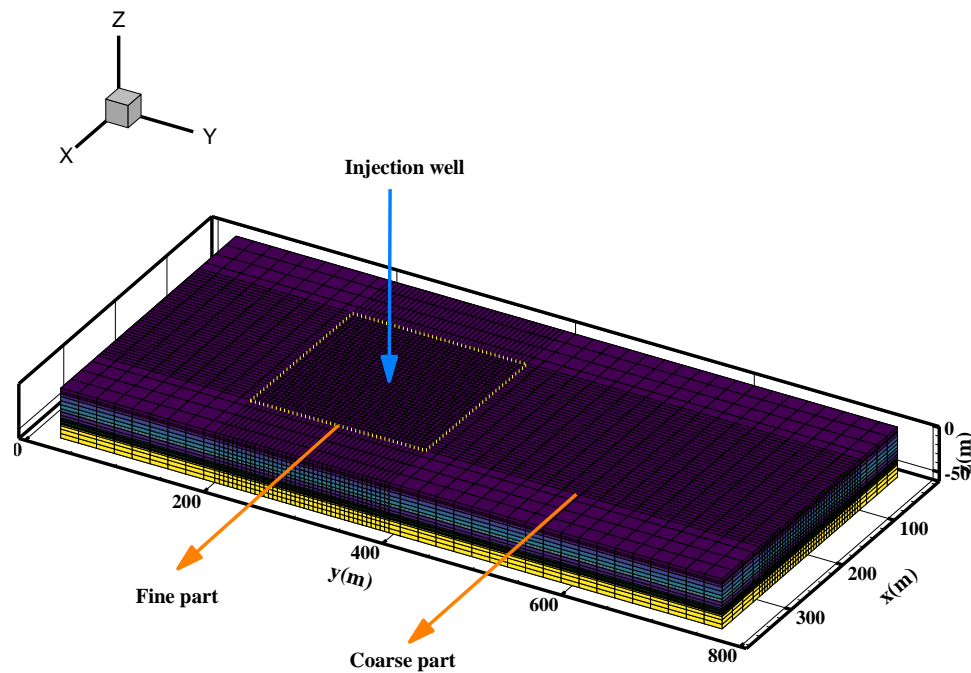 Z
Y
X
Injection well
0
z(m)
-50
0
100
200
200
x(m)
400
y(m)
300
600
Fine part
800
Coarse part